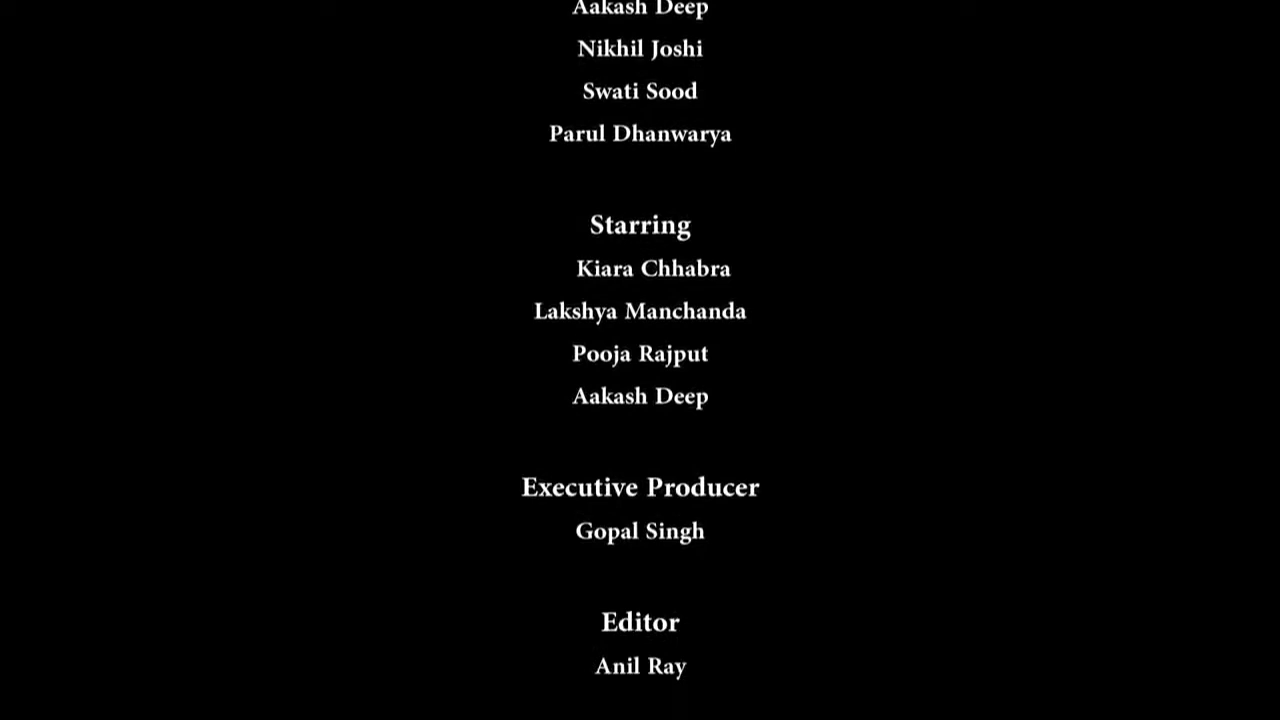 Aakash Deep
Nikhil Joshi
Swati Sood
Parul Dhanwarya
Starring
Kiara Chhabra
Lakshya Manchanda
Pooja Rajput
Aakash Deep
Executive Producer
Gopal Singh
Editor
Anil Ray